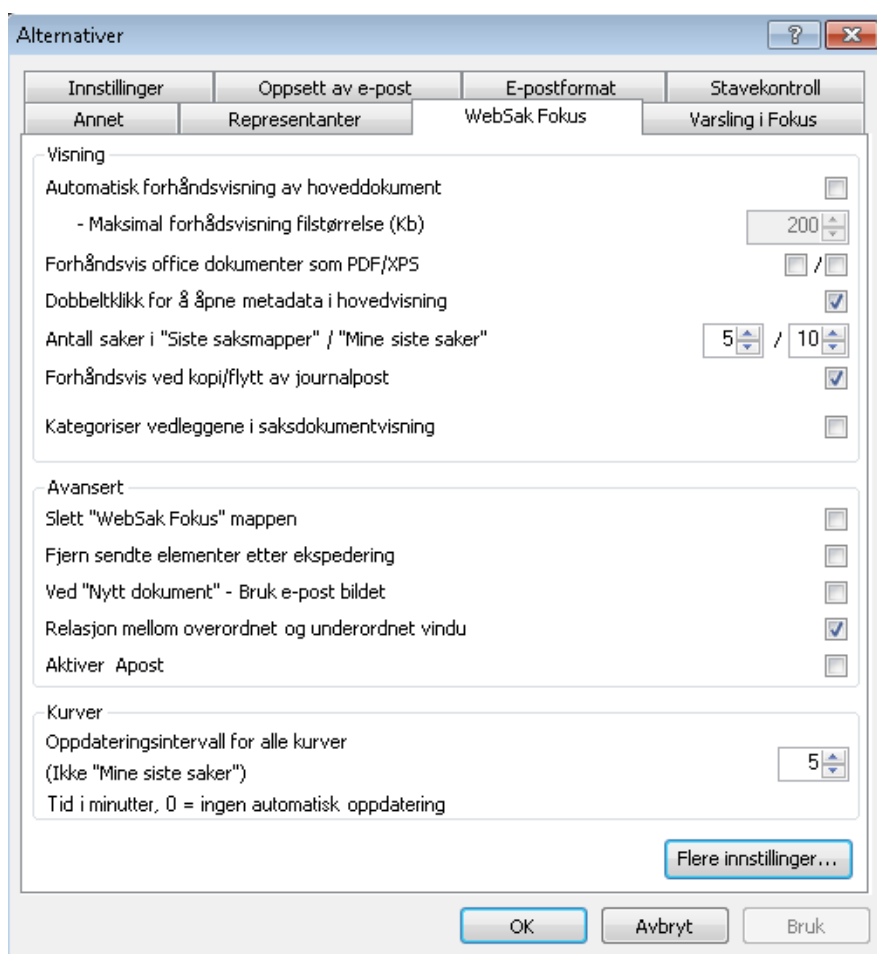 Alternativer
?
Innstillinger Oppsett av e-post E-postformat Stavekontroll
Annet Representanter WebSak Fokus Varsling i Fokus
Visning
Automatisk forhåndsvisning av hoveddokument
- Maksimal forhådsvisning filstørrelse (Kb) 200
Forhåndsvis office dokumenter som PDF/XPS /
Dobbeltklikk for å åpne metadata i hovedvisning
Antall saker i "Siste saksmapper" / "Mine siste saker" 5 / 10
Forhåndsvis ved kopi/flytt av journalpost
Kategoriser vedleggene i saksdokumentvisning
Avansert
Slett "WebSak Fokus" mappen
Fjern sendte elementer etter ekspedering
Ved "Nytt dokument" - Bruk e-post bildet
Relasjon mellom overordnet og underordnet vindu
Aktiver Apost
Kurver
Oppdateringsintervall for alle kurver
(Ikke "Mine siste saker") 5
Tid i minutter, 0 = ingen automatisk oppdatering
Flere innstillinger...
OK Avbryt Bruk